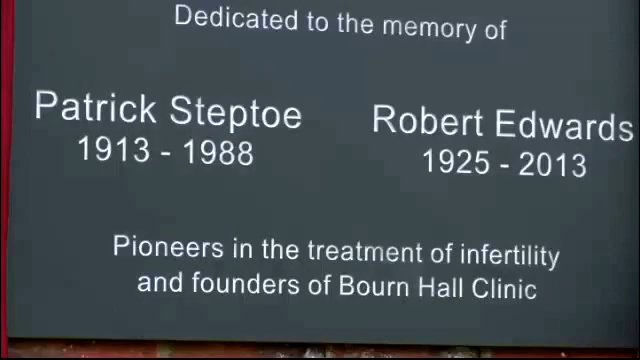 Dedicated to the memory of
Patrick Steptoe Robert Edwards
1913 - 1988 1925 - 2013
Pioneers in the treatment of infertility
and founders of Bourn Hall Clinic